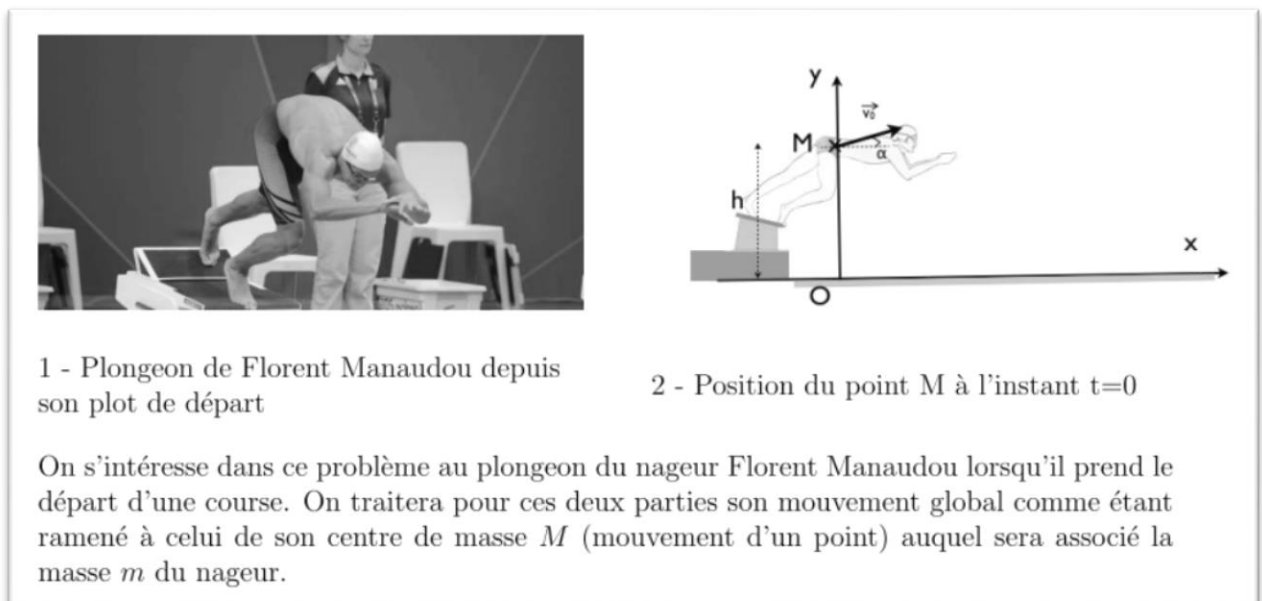 y
v₀
M
α
h
x
O
1 - Plongeon de Florent Manaudou depuis
son plot de départ
2 - Position du point M à l'instant t=0
On s'intéresse dans ce problème au plongeon du nageur Florent Manaudou lorsqu'il prend le
départ d'une course. On traitera pour ces deux parties son mouvement global comme étant
ramené à celui de son centre de masse M (mouvement d'un point) auquel sera associé la
masse m du nageur.